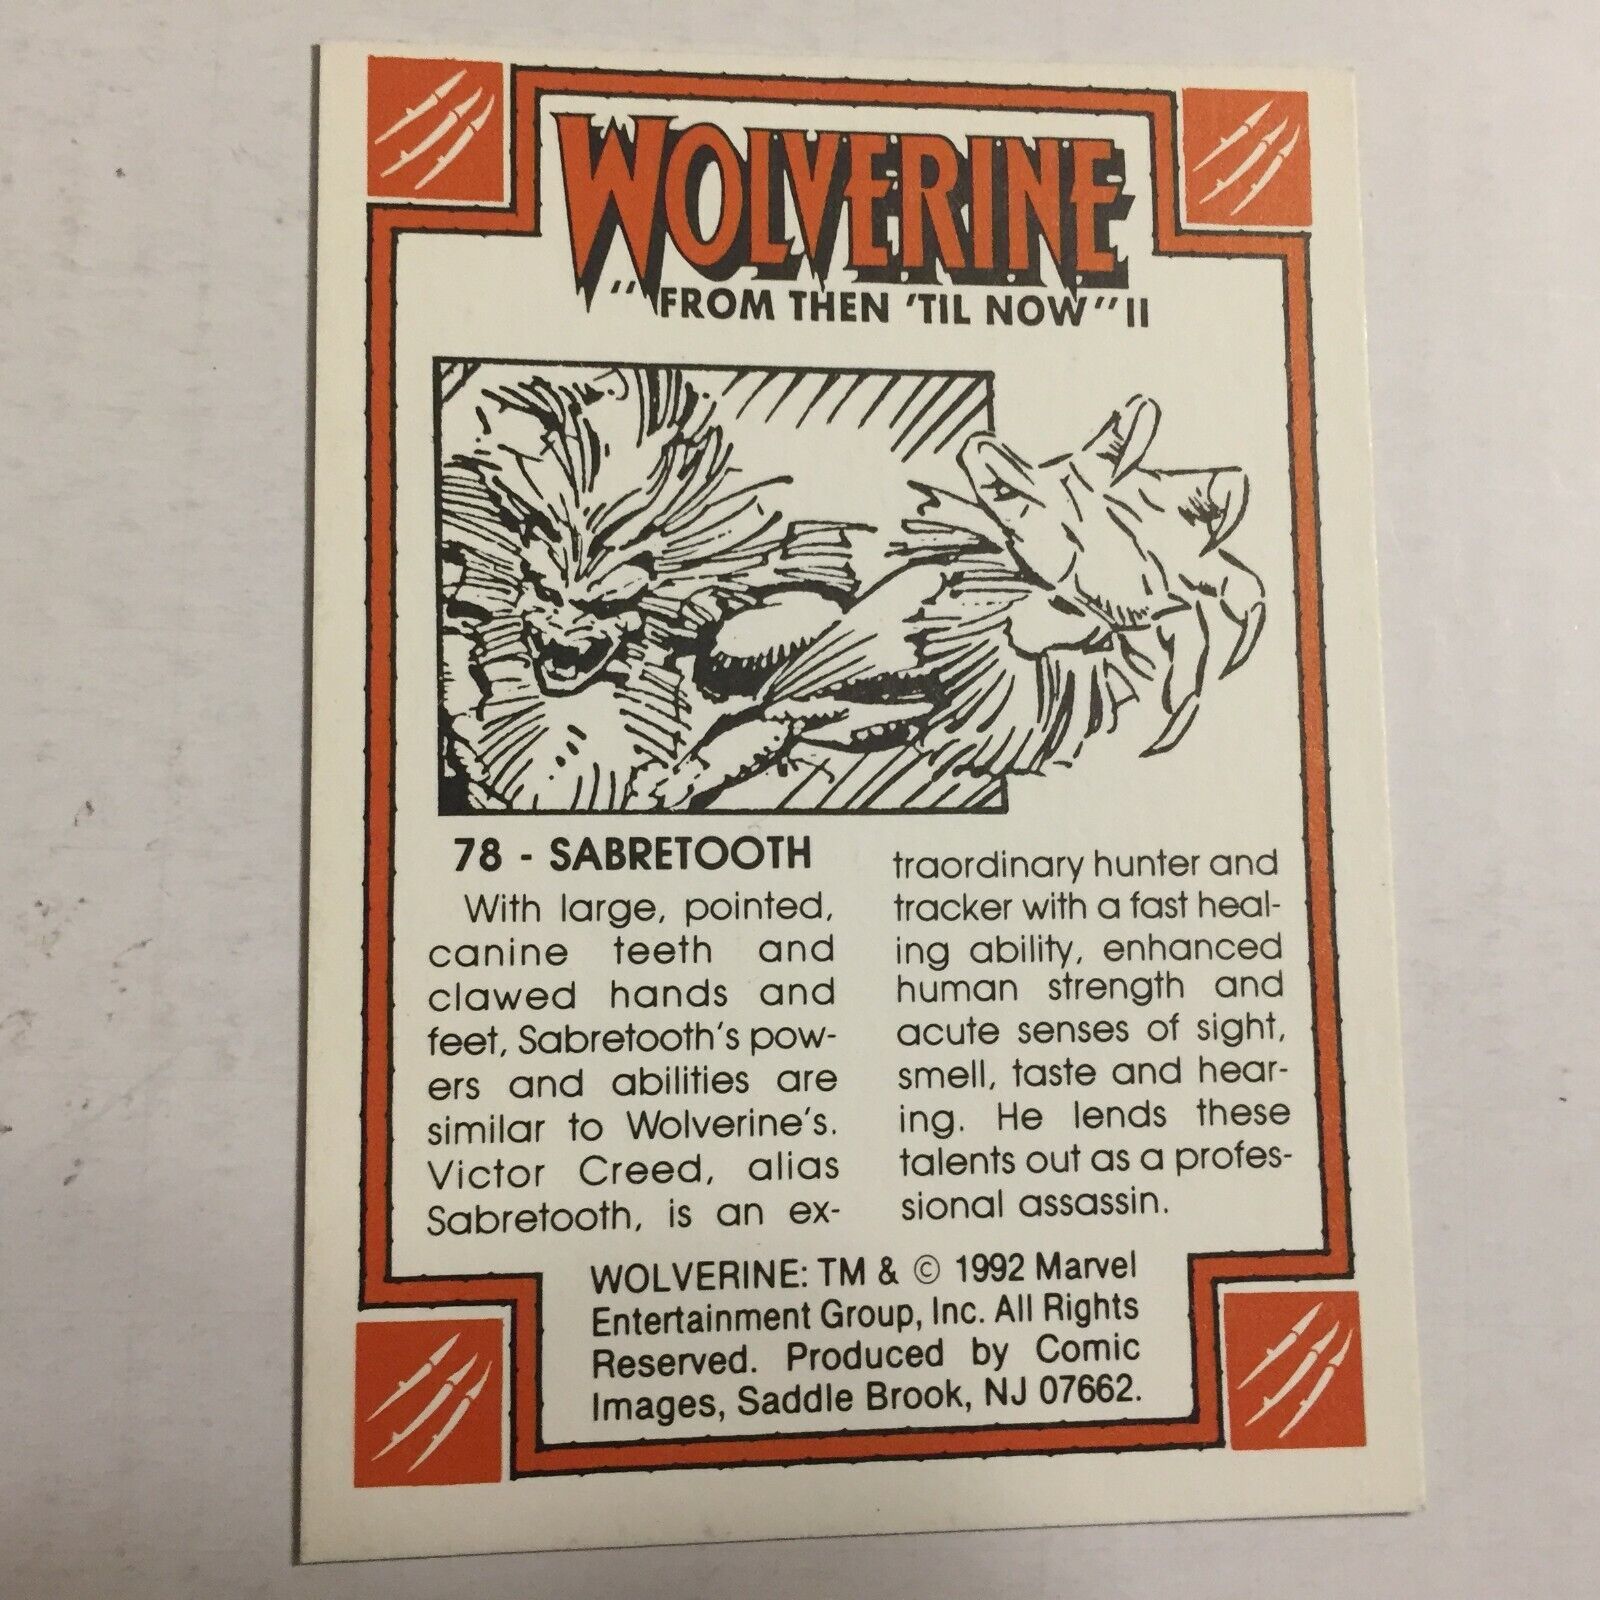 WOLVERINE
"FROM THEN 'TIL NOW" II
78 - SABRETOOTH
With large, pointed,
canine teeth and
clawed hands and
feet, Sabretooth's pow-
ers and abilities are
similar to Wolverine's.
Victor Creed, alias
Sabretooth, is an ex-
traordinary hunter and
tracker with a fast heal-
ing ability, enhanced
human strength and
acute senses of sight,
smell, taste and hear-
ing. He lends these
talents out as a profes-
sional assassin.
WOLVERINE: TM & © 1992 Marvel
Entertainment Group, Inc. All Rights
Reserved. Produced by Comic
Images, Saddle Brook, NJ 07662.